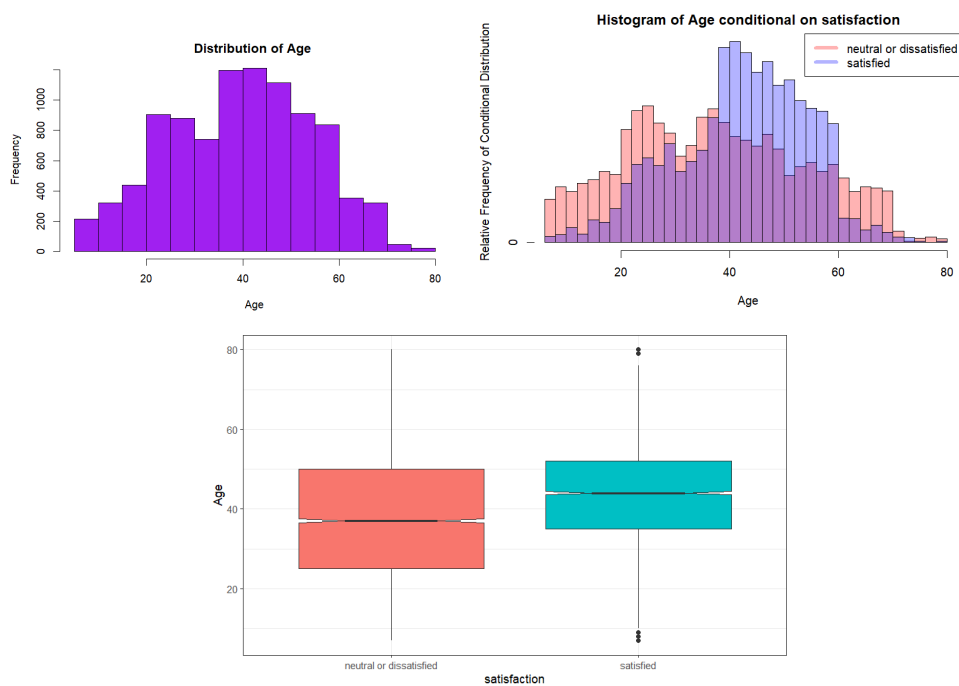 Distribution of Age
Frequency
0
200
400
600
800
1000
20
40
60
80
Age
Histogram of Age conditional on satisfaction
Relative Frequency of Conditional Distribution
neutral or dissatisfied
satisfied
0
20
40
60
80
Age
Age
80
60
40
20
neutral or dissatisfied
satisfied
satisfaction